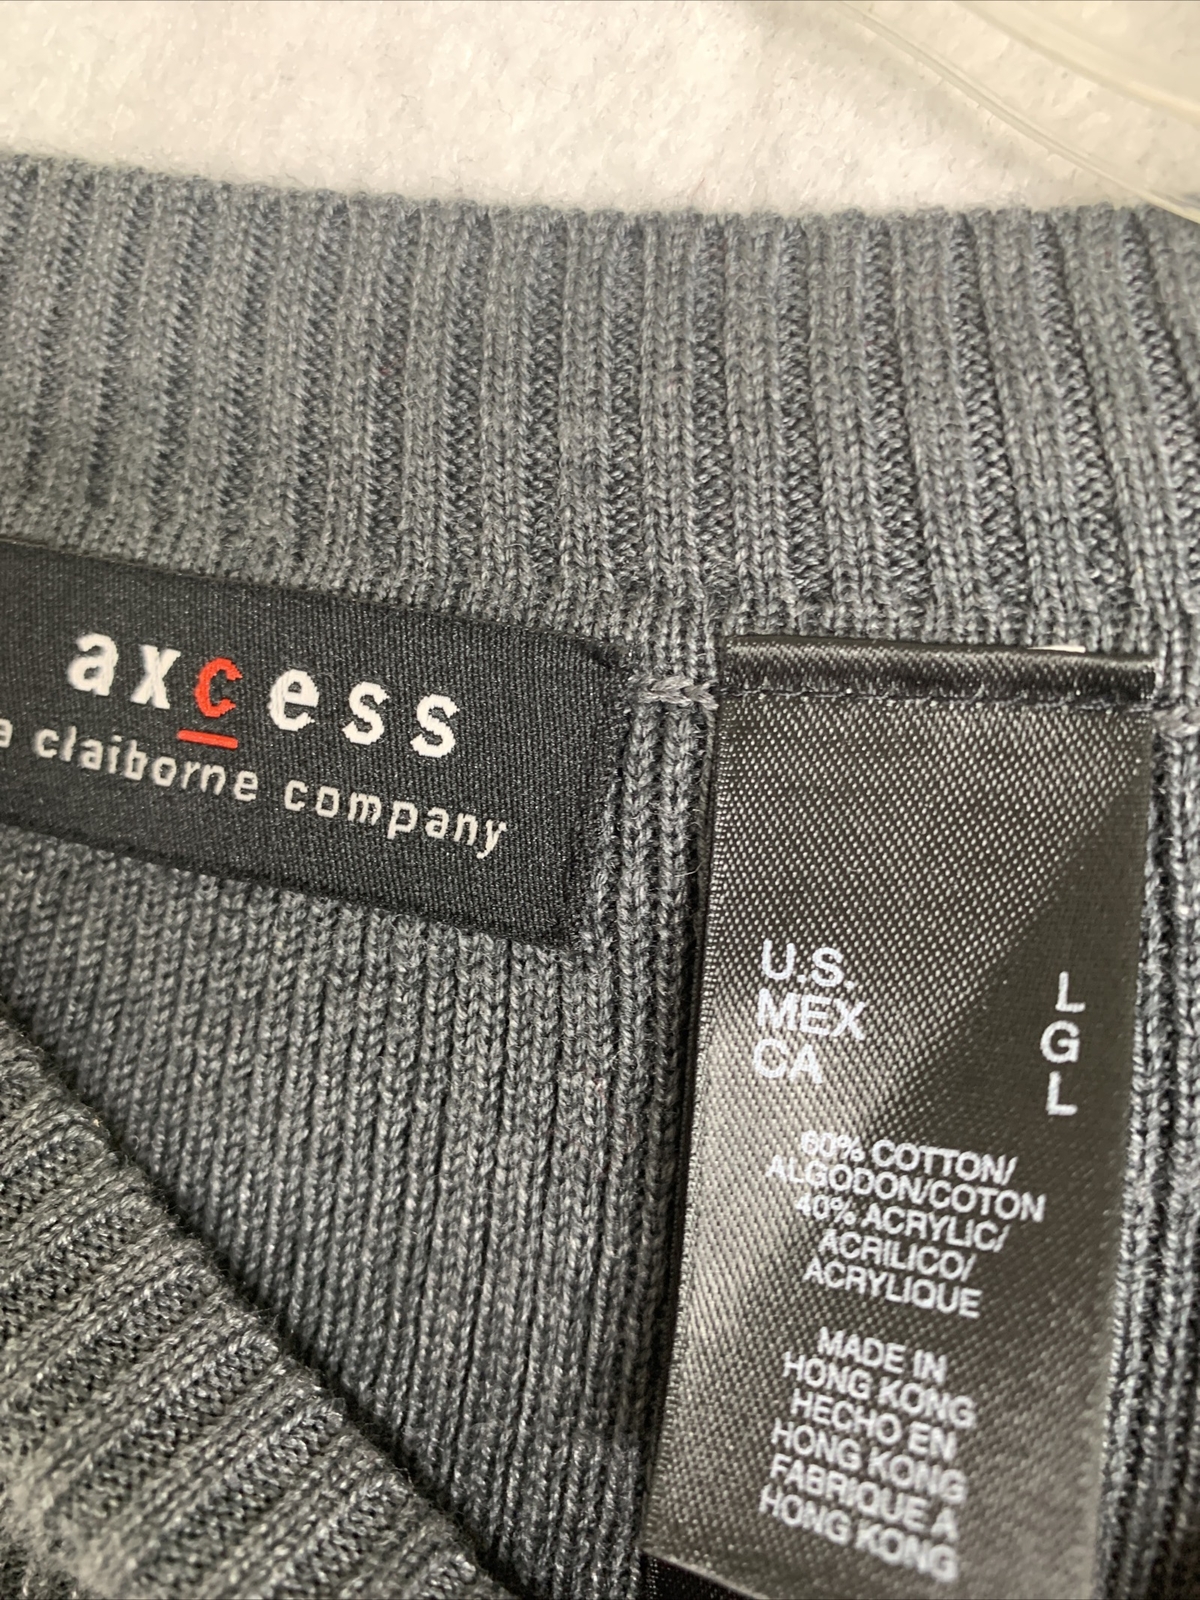 axcess
a claiborne company
U.S. L
MEX G
CA L
60% COTTON/
ALGODON/COTON
40% ACRYLIC/
ACRILICO/
ACRYLIQUE
MADE IN
HONG KONG
HECHO EN
HONG KONG
FABRIQUE A
HONG KONG